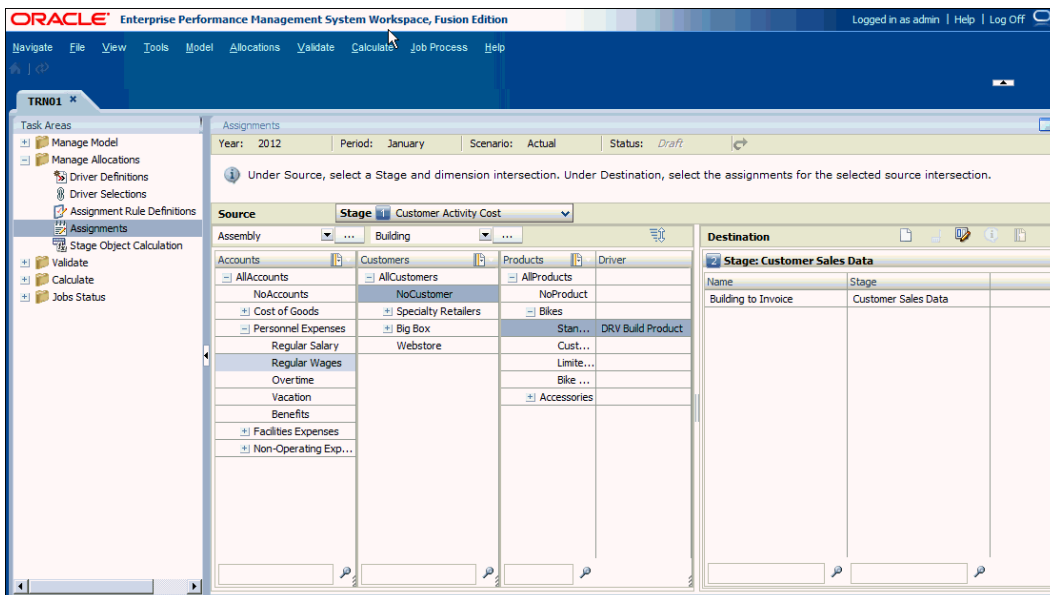 ORACLE Enterprise Performance Management System Workspace, Fusion Edition Logged in as admin | Help | Log Off
Navigate File View Tools Model Allocations Validate Calculate Job Process Help
TRN01
Task Areas
Manage Model
Manage Allocations
Driver Definitions
Driver Selections
Assignment Rule Definitions
Assignments
Stage Object Calculation
Validate
Calculate
Jobs Status
Assignments
Year: 2012 Period: January Scenario: Actual Status: Draft
Under Source, select a Stage and dimension intersection. Under Destination, select the assignments for the selected source intersection.
Source Stage 1 Customer Activity Cost
Assembly ... Building ...
Accounts Customers Products Driver
AllAccounts AllCustomers AllProducts
NoAccounts NoCustomer NoProduct
Cost of Goods Specialty Retailers Bikes
Personnel Expenses Big Box Stan... DRV Build Product
Regular Salary Webstore Cust...
Regular Wages Limite...
Overtime Bike ...
Vacation Accessories
Benefits
Facilities Expenses
Non-Operating Exp...
Destination
2 Stage: Customer Sales Data
Name Stage
Building to Invoice Customer Sales Data